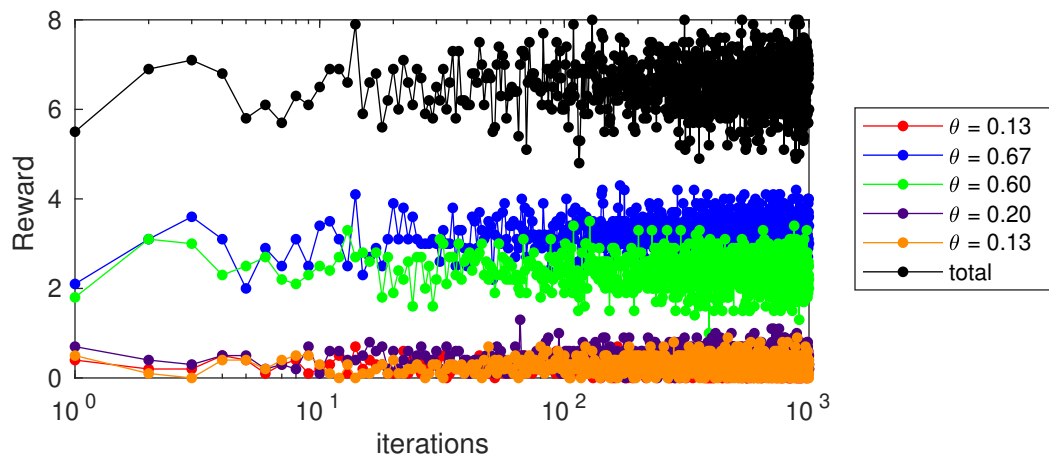 8
6
4
2
0
Reward
10^0
10^1
10^2
10^3
iterations
θ = 0.13
θ = 0.67
θ = 0.60
θ = 0.20
θ = 0.13
total